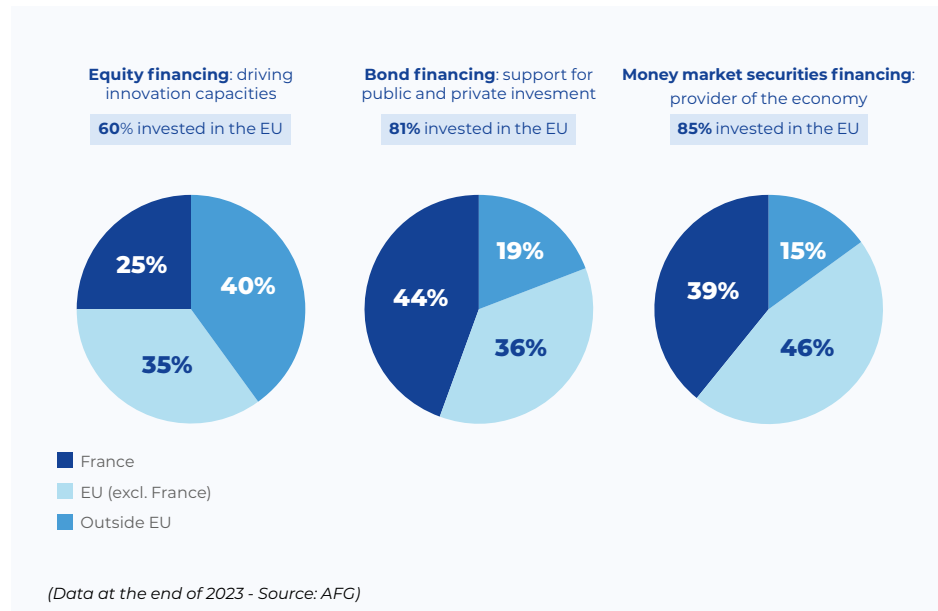 Equity financing: driving
innovation capacities
60% invested in the EU
Bond financing: support for
public and private invesment
81% invested in the EU
Money market securities financing:
provider of the economy
85% invested in the EU
25%
40%
35%
44%
19%
36%
39%
15%
46%
France
EU (excl. France)
Outside EU
(Data at the end of 2023 - Source: AFG)